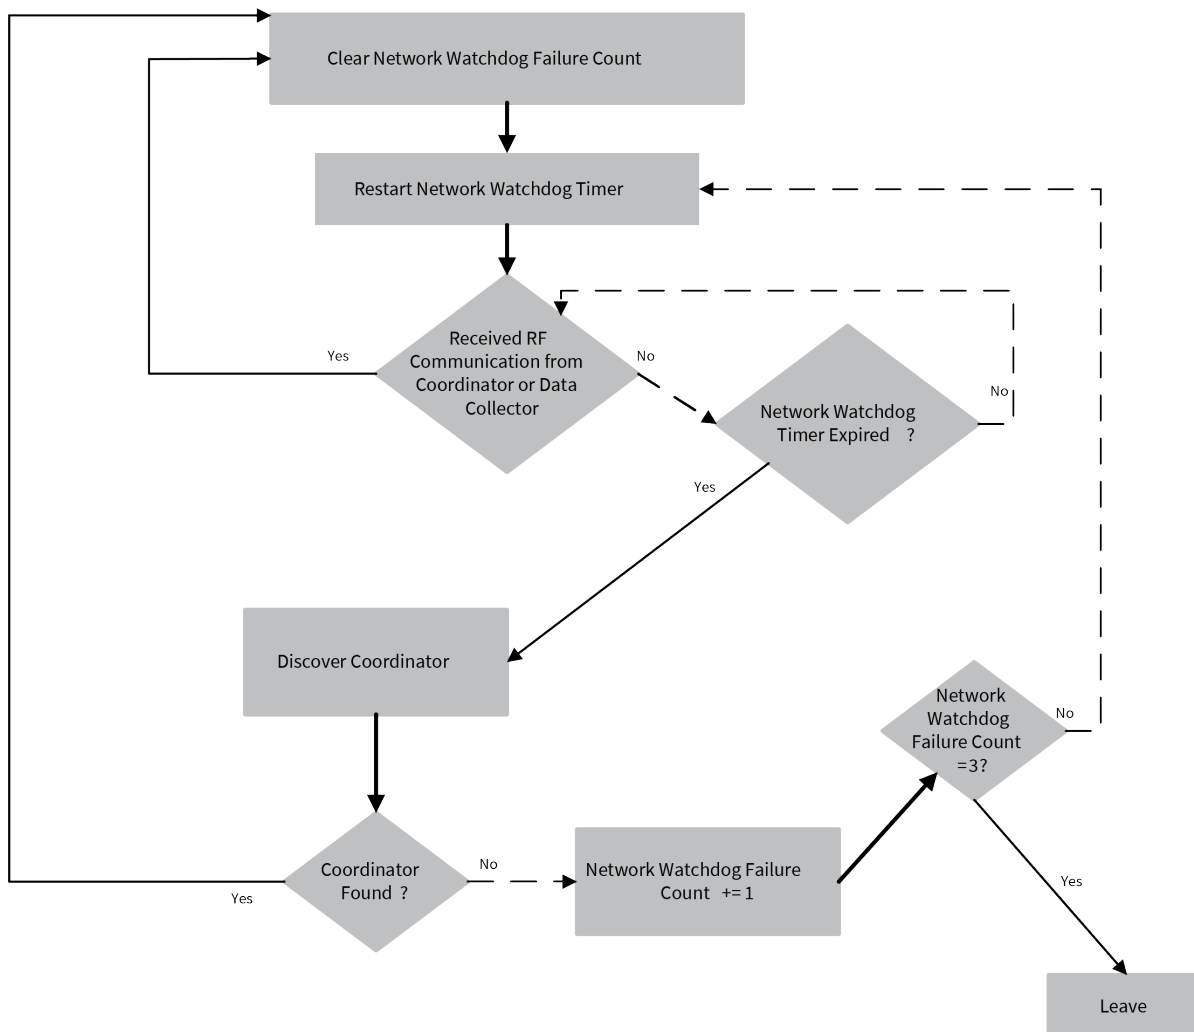 Clear Network Watchdog Failure Count
Restart Network Watchdog Timer
Received RF
Communication from
Coordinator or Data
Collector
Yes
No
Network Watchdog
Timer Expired ?
No
Yes
Discover Coordinator
Network
Watchdog
Failure Count
=3?
No
Coordinator
Found ?
Yes
No
Network Watchdog Failure
Count += 1
Yes
Leave